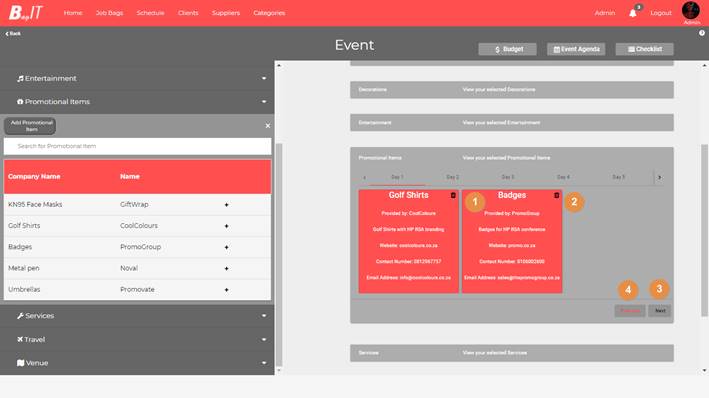 BagIT Home Job Bags Schedule Clients Suppliers Categories Admin 3 Logout Admin
Back Event ?
$ Budget Event Agenda Checklist
Entertainment
Promotional Items
Add Promotional
Item
×
Search for Promotional Item
Company Name Name
KN95 Face Masks GiftWrap +
Golf Shirts CoolColours +
Badges PromoGroup +
Metal pen Noval +
Umbrellas Promovate +
Services
Travel
Venue
Decorations View your selected Decorations
Entertainment View your selected Entertainment
Promotional Items View your selected Promotional Items
Day 1 Day 2 Day 3 Day 4 Day 5
Golf Shirts
Provided by: CoolColours
Golf Shirts with HP RSA branding
Website: coolcolours.co.za
Contact Number: 0812967757
Email Address: info@coolcolours.co.za
1
Badges
Provided by: PromoGroup
Badges for HP RSA conference
Website: promo.co.za
Contact Number: 0106002600
Email Address: sales@thepromogroup.co.za
2
4 3
Previous Next
Services View your selected Services